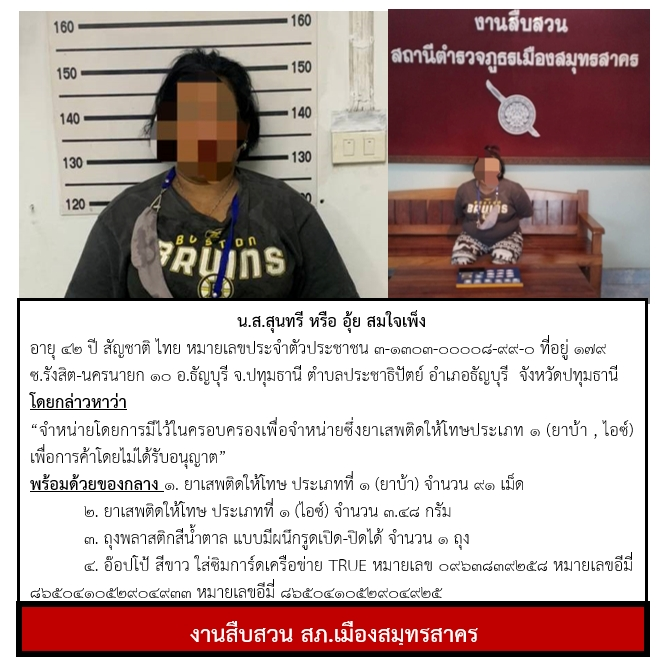 160
150
140
130
120
160
150
140
130
BOSTON
BRUINS
B
งานสืบสวน
สถานีตำรวจภูธรเมืองสมุทรสาคร
น.ส.สุนทรี หรือ อุ้ย สมใจเพ็ง
อายุ ๔๒ ปี สัญชาติ ไทย หมายเลขประจำตัวประชาชน ๓-๑๓๐๓-๐๐๐๐๘-๙๙-๐ ที่อยู่ ๑๗๙
ซ.รังสิต-นครนายก ๑๐ อ.ธัญบุรี จ.ปทุมธานี ตำบลประชาธิปัตย์ อำเภอธัญบุรี จังหวัดปทุมธานี
โดยกล่าวหาว่า
“จำหน่ายโดยการมีไว้ในครอบครองเพื่อจำหน่ายซึ่งยาเสพติดให้โทษประเภท ๑ (ยาบ้า , ไอซ์)
เพื่อการค้าโดยไม่ได้รับอนุญาต”
พร้อมด้วยของกลาง ๑. ยาเสพติดให้โทษ ประเภทที่ ๑ (ยาบ้า) จำนวน ๙๑ เม็ด
๒. ยาเสพติดให้โทษ ประเภทที่ ๑ (ไอซ์) จำนวน ๓.๔๘ กรัม
๓. ถุงพลาสติกสีน้ำตาล แบบมีผนึกรูดเปิด-ปิดได้ จำนวน ๑ ถุง
๔. อ๊อปโป้ สีขาว ใส่ซิมการ์ดเครือข่าย TRUE หมายเลข ๐๙๖๓๘๓๙๒๕๘ หมายเลขอีมี่
๘๖๕๐๔๑๐๕๒๙๐๔๙๓๓ หมายเลขอีมี่ ๘๖๕๐๔๑๐๕๒๙๐๔๙๒๕
งานสืบสวน สภ.เมืองสมุทรสาคร